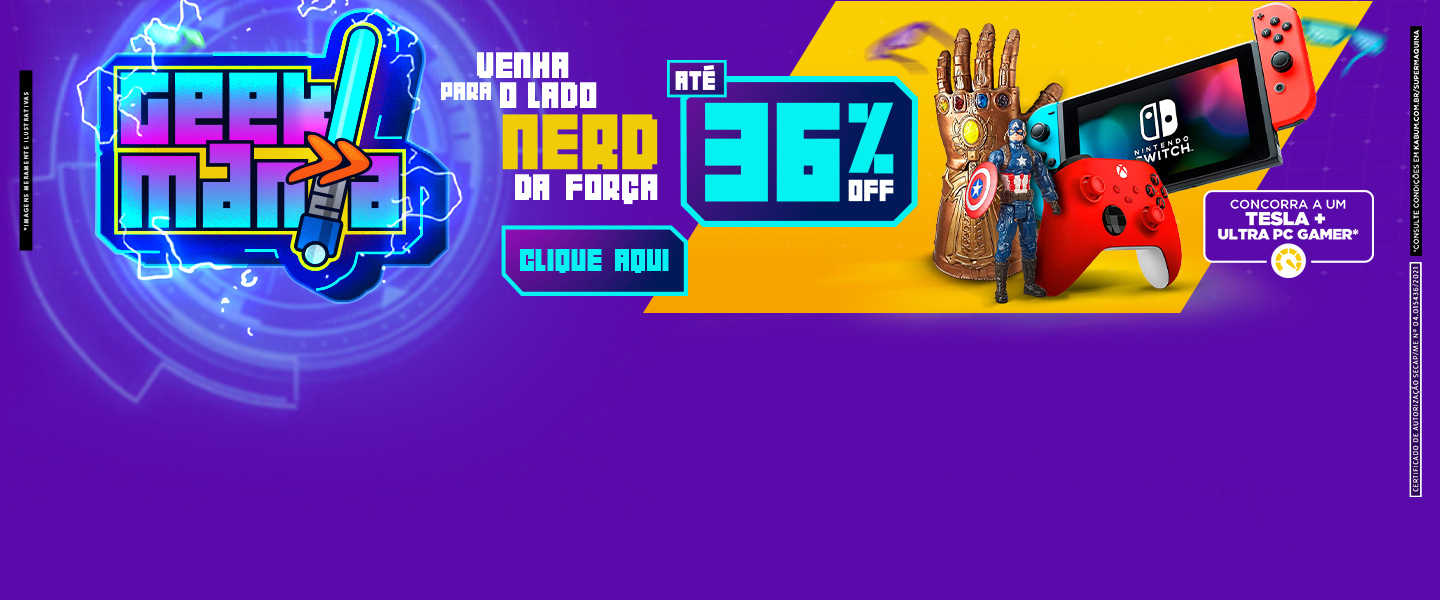 *IMAGENS MERAMENTE ILUSTRATIVAS
Geek
mania
VENHA
PARA O LADO
NERD
DA FORÇA
CLIQUE AQUI
ATÉ
36%
OFF
NINTENDO
SWITCH
CONCORRA A UM
TESLA +
ULTRA PC GAMER*
*CONSULTE CONDIÇÕES EM KABUM.COM.BR/SUPERMAQUINA
CERTIFICADO DE AUTORIZAÇÃO SECAP/ME Nº 04.015436/2021